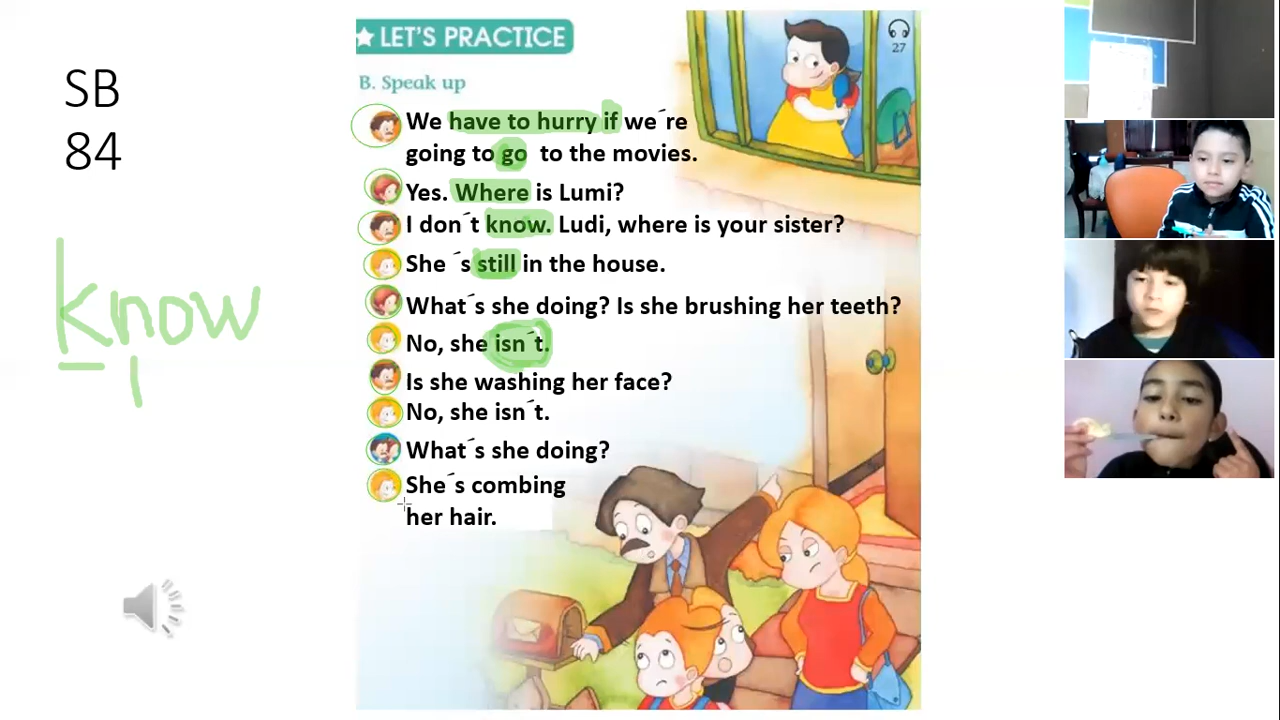 SB
84
know
LET'S PRACTICE
27
B. Speak up
We have to hurry if we´re
going to go to the movies.
Yes. Where is Lumi?
I don´t know. Ludi, where is your sister?
She ´s still in the house.
What´s she doing? Is she brushing her teeth?
No, she isn´t.
Is she washing her face?
No, she isn´t.
What´s she doing?
She´s combing
her hair.